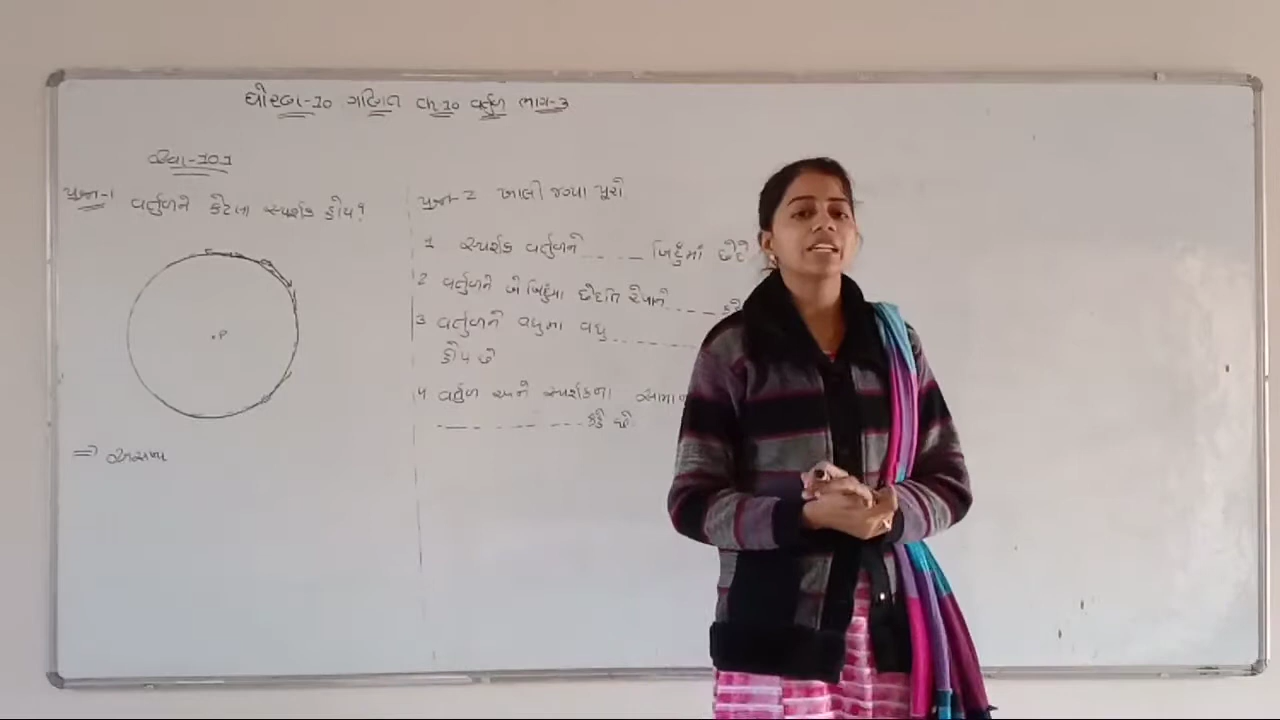 ધોરણ-10 ગણિત Ch 10 વર્તુળ ભાગ-3
સ્વા-10.1
પ્રશ્ન-1 વર્તુળને કેટલા સ્પર્શક હોય?
P
⇒ અસંખ્ય
પ્રશ્ન-2 ખાલી જગ્યા પૂરો
1 સ્પર્શક વર્તુળને ..... બિંદુમાં છેદે
2 વર્તુળને બે બિંદુમાં છેદતિ રેખાને ..... કહે
3 વર્તુળને વધુમાં વધુ .....
હોય છે
4 વર્તુળ અને સ્પર્શકના સામા
..... કહે છે